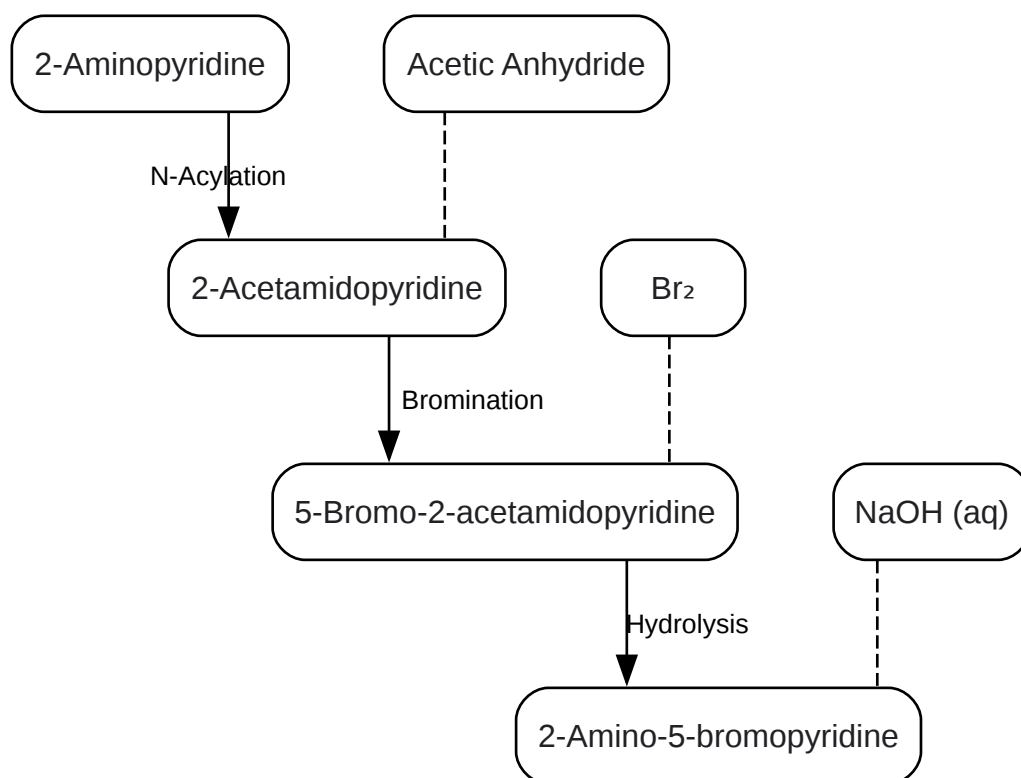 2-Aminopyridine
Acetic Anhydride
N-Acylation
2-Acetamidopyridine
Br₂
Bromination
5-Bromo-2-acetamidopyridine
NaOH (aq)
Hydrolysis
2-Amino-5-bromopyridine